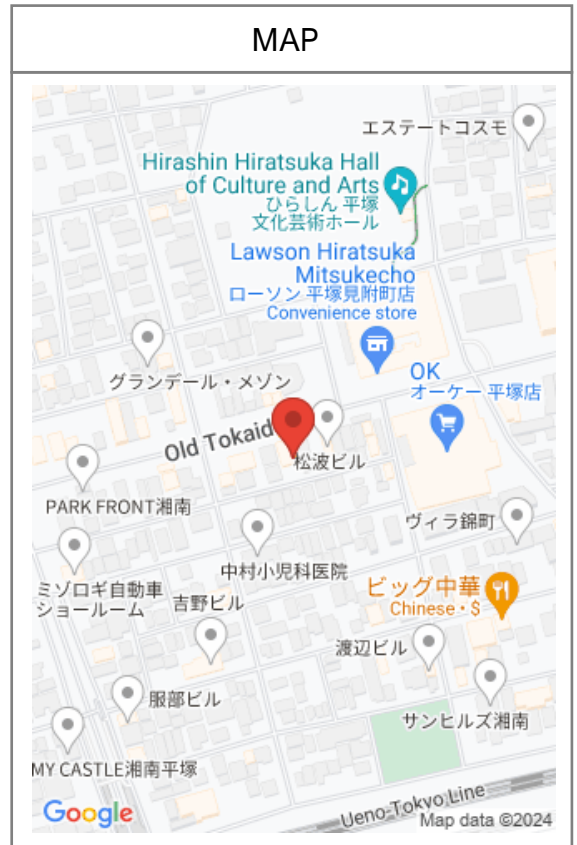 MAP
エステートコスモ
Hirashin Hiratsuka Hall
of Culture and Arts
ひらしん 平塚
文化芸術ホール
Lawson Hiratsuka
Mitsukecho
ローソン 平塚見附町店
Convenience store
グランデール・メゾン
OK
オーケー 平塚店
Old Tokaid
松波ビル
PARK FRONT湘南
ヴィラ錦町
中村小児科医院
ミゾロギ自動車
ショールーム
吉野ビル
ビッグ中華
Chinese・$
渡辺ビル
服部ビル
サンヒルズ湘南
MY CASTLE湘南平塚
Google
Ueno-Tokyo Line
Map data ©2024